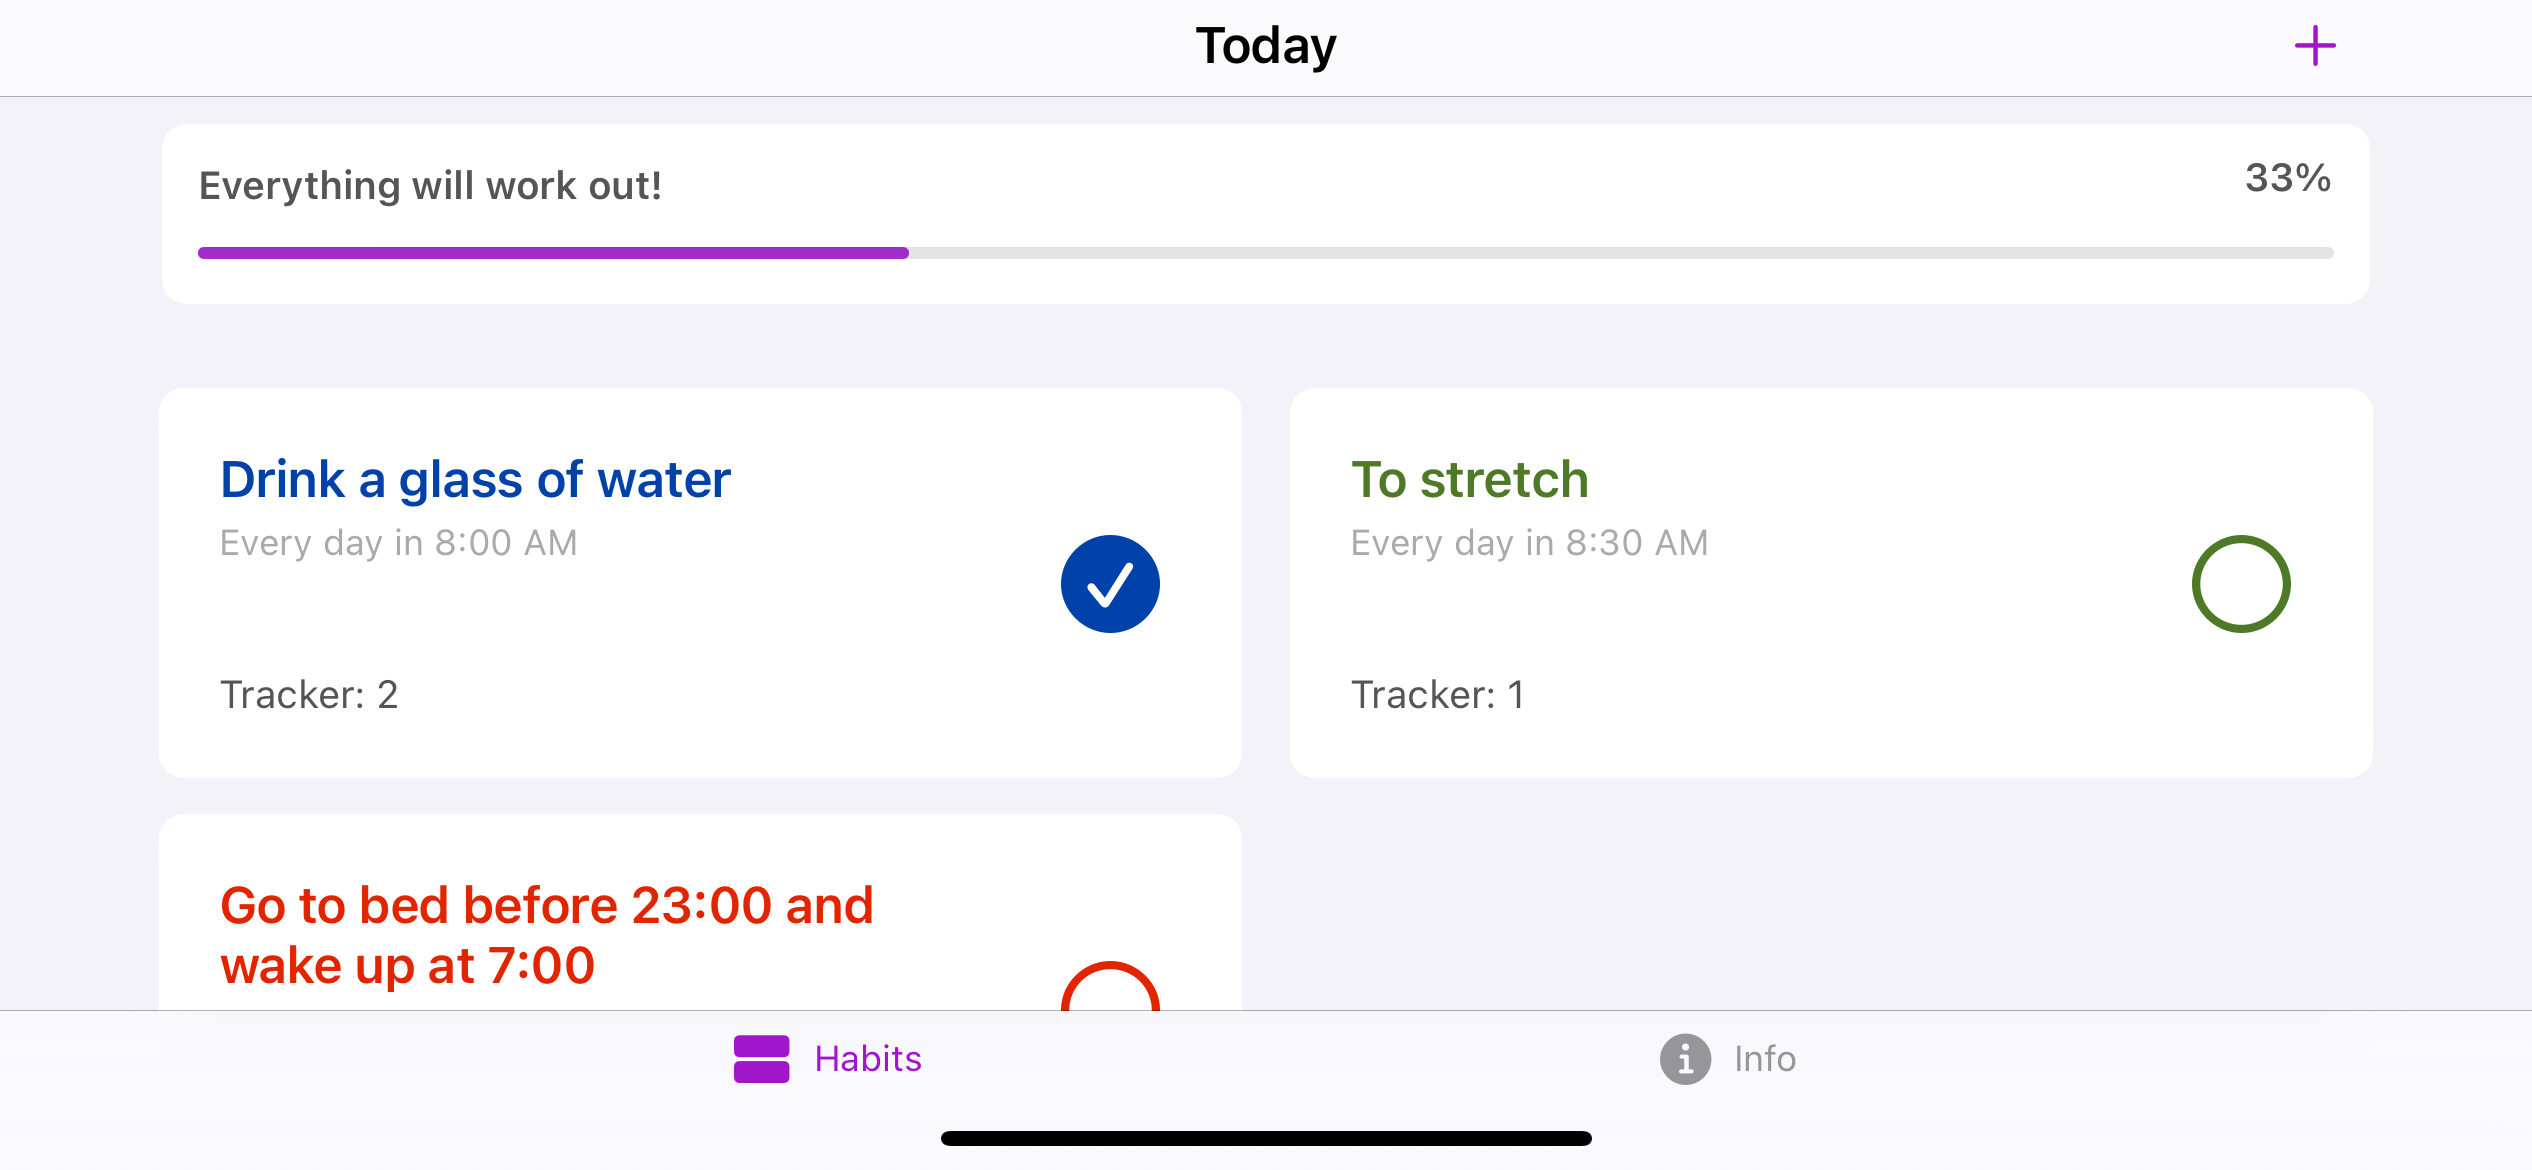 Today
Everything will work out!
33%
Drink a glass of water
Every day in 8:00 AM
Tracker: 2
To stretch
Every day in 8:30 AM
Tracker: 1
Go to bed before 23:00 and
wake up at 7:00
Habits
Info